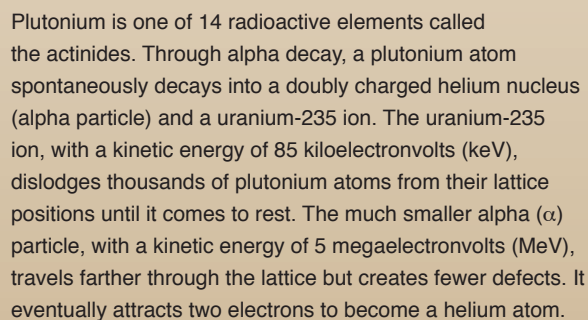 Plutonium is one of 14 radioactive elements called
the actinides. Through alpha decay, a plutonium atom
spontaneously decays into a doubly charged helium nucleus
(alpha particle) and a uranium-235 ion. The uranium-235
ion, with a kinetic energy of 85 kiloelectronvolts (keV),
dislodges thousands of plutonium atoms from their lattice
positions until it comes to rest. The much smaller alpha (α)
particle, with a kinetic energy of 5 megaelectronvolts (MeV),
travels farther through the lattice but creates fewer defects. It
eventually attracts two electrons to become a helium atom.